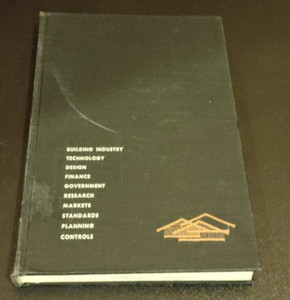 BUILDING INDUSTRY
TECHNOLOGY
DESIGN
FINANCE
GOVERNMENT
RESEARCH
MARKETS
STANDARDS
PLANNING
CONTROLS